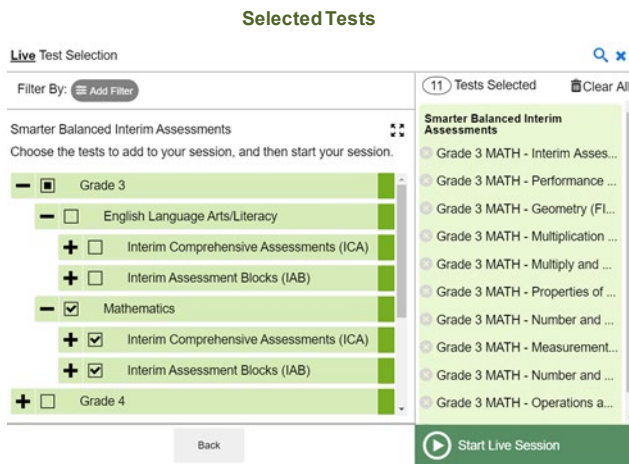 Selected Tests
Live Test Selection
Filter By: Add Filter
Smarter Balanced Interim Assessments
Choose the tests to add to your session, and then start your session.
Grade 3
English Language Arts/Literacy
Interim Comprehensive Assessments (ICA)
Interim Assessment Blocks (IAB)
Mathematics
Interim Comprehensive Assessments (ICA)
Interim Assessment Blocks (IAB)
Grade 4
Back
11 Tests Selected Clear All
Smarter Balanced Interim
Assessments
Grade 3 MATH - Interim Asses...
Grade 3 MATH - Performance ...
Grade 3 MATH - Geometry (FI...
Grade 3 MATH - Multiplication ...
Grade 3 MATH - Multiply and ...
Grade 3 MATH - Properties of ...
Grade 3 MATH - Number and ...
Grade 3 MATH - Measurement...
Grade 3 MATH - Number and ...
Grade 3 MATH - Operations a...
Start Live Session